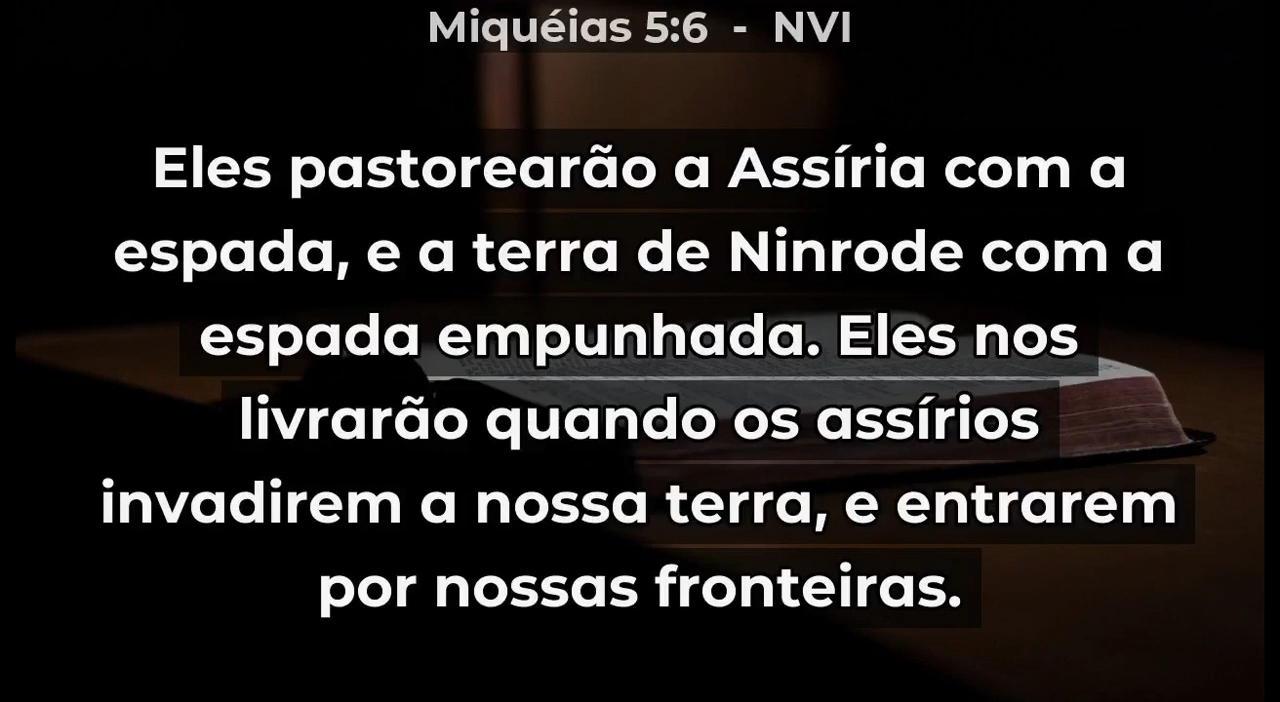 Miquéias 5:6 - NVI
Eles pastorearão a Assíria com a
espada, e a terra de Ninrode com a
espada empunhada. Eles nos
livrarão quando os assírios
invadirem a nossa terra, e entrarem
por nossas fronteiras.